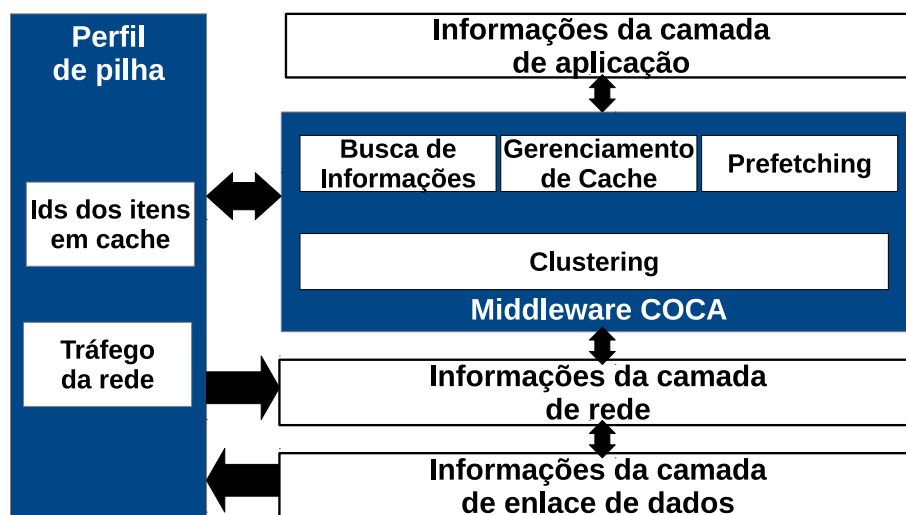 Perfil
de pilha
Ids dos itens
em cache
Tráfego
da rede
Informações da camada
de aplicação
Busca de
Informações
Gerenciamento
de Cache
Prefetching
Clustering
Middleware COCA
Informações da camada
de rede
Informações da camada
de enlace de dados